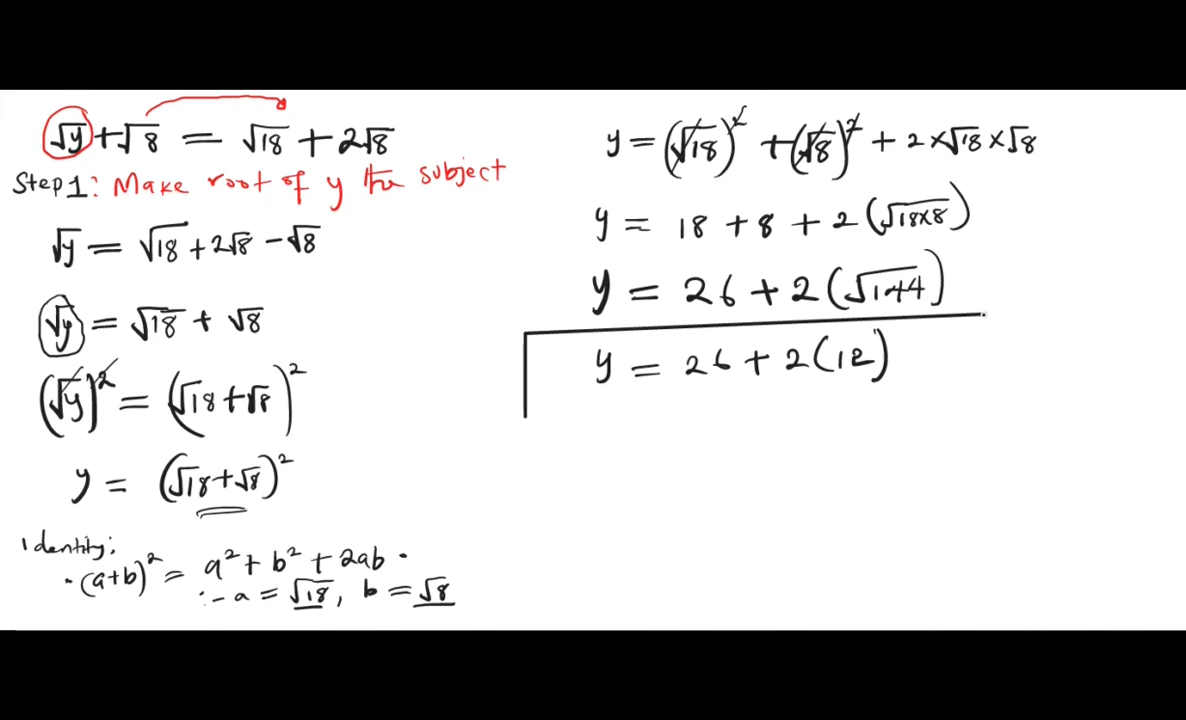 √y + √8 = √18 + 2√8
Step 1: Make root of y the subject
√y = √18 + 2√8 - √8
√y = √18 + √8
(√y)² = (√18 + √8)²
y = (√18 + √8)²
Identity:
• (a+b)² = a² + b² + 2ab •
:- a = √18, b = √8
y = (√18)² + (√8)² + 2 × √18 × √8
y = 18 + 8 + 2(√18×8)
y = 26 + 2(√144)
y = 26 + 2(12)